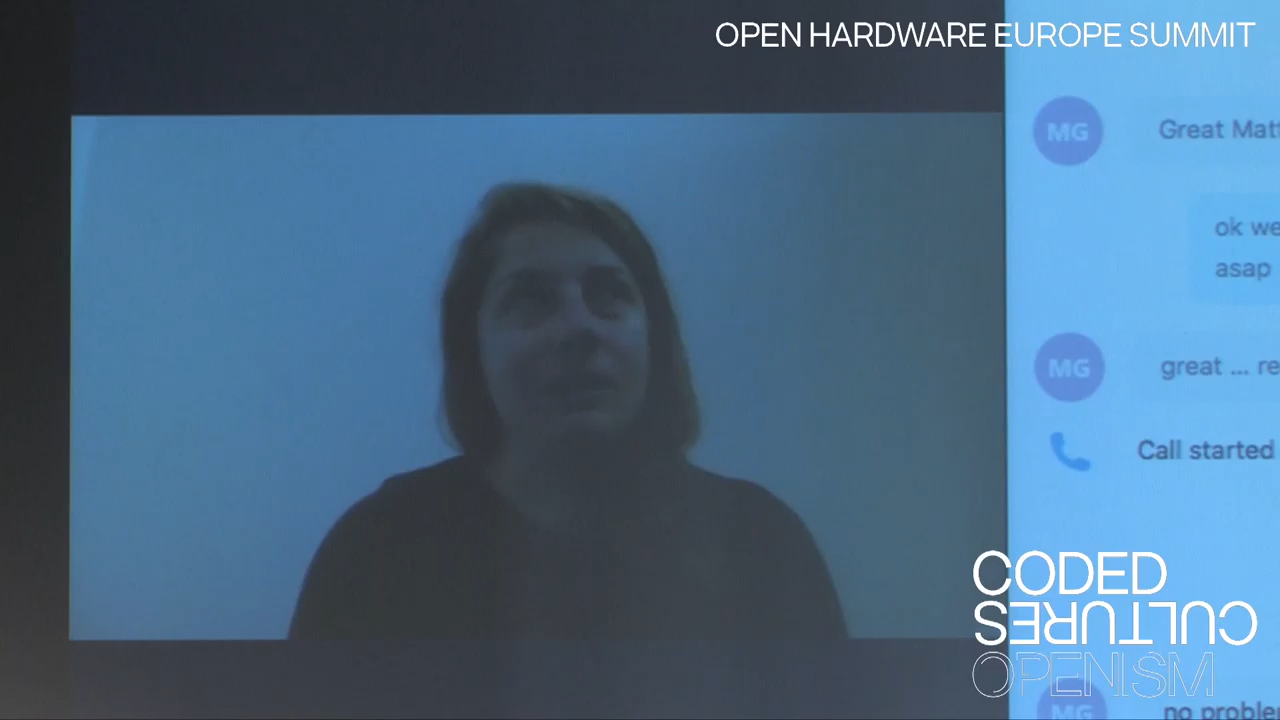 OPEN HARDWARE EUROPE SUMMIT
MG
Great Matt
ok we
asap
MG
great ... re
Call started
CODED
CULTURES
OPENISM
MG
no problem